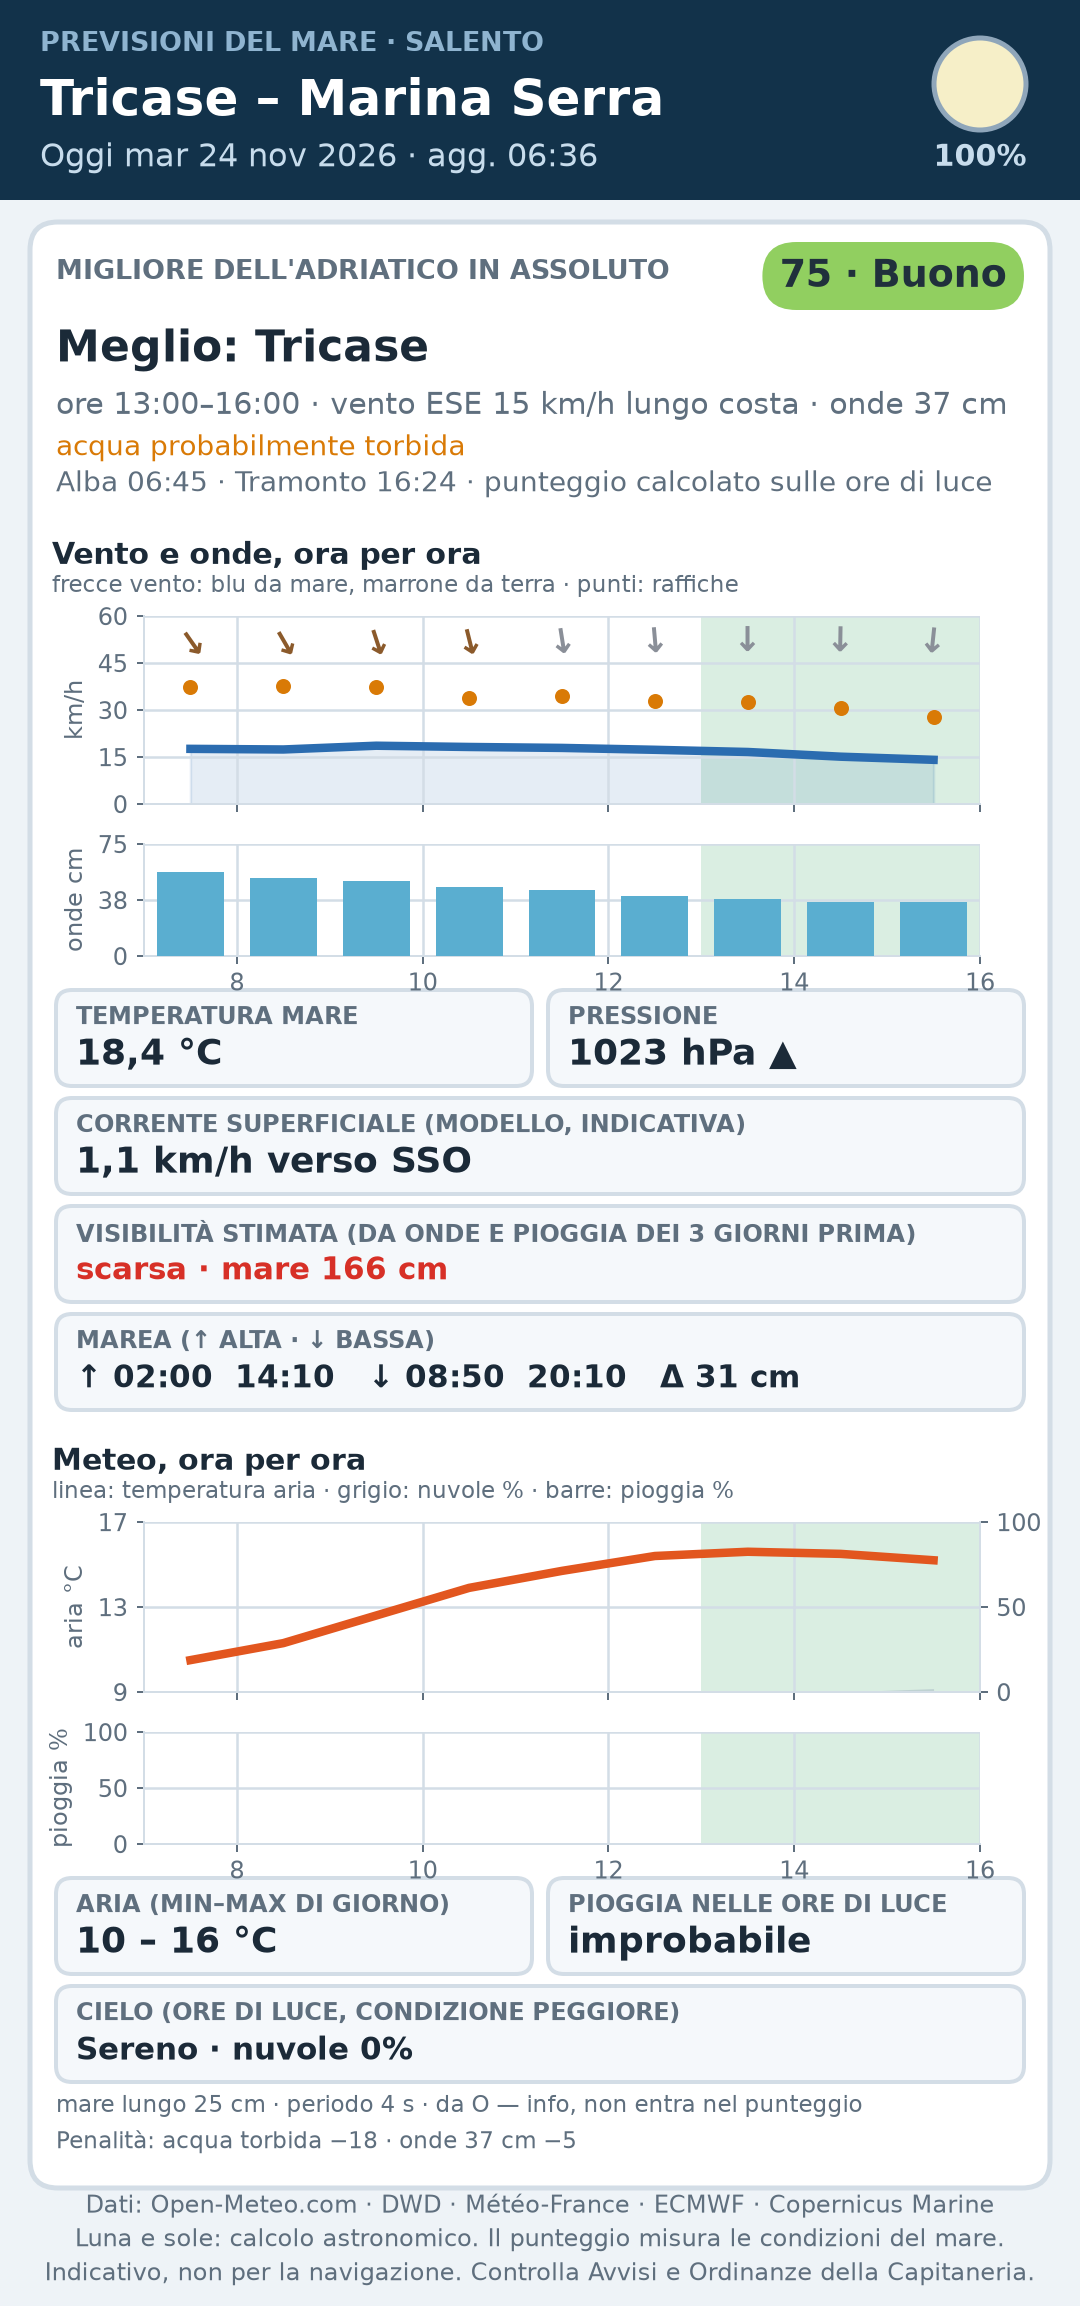 PREVISIONI DEL MARE · SALENTO
Tricase – Marina Serra
Oggi mar 24 nov 2026 · agg. 06:36
100%
MIGLIORE DELL'ADRIATICO IN ASSOLUTO
75 · Buono
Meglio: Tricase
ore 13:00–16:00 · vento ESE 15 km/h lungo costa · onde 37 cm
acqua probabilmente torbida
Alba 06:45 · Tramonto 16:24 · punteggio calcolato sulle ore di luce
Vento e onde, ora per ora
frecce vento: blu da mare, marrone da terra · punti: raffiche
km/h
60
45
30
15
0
onde cm
75
38
0
8 10 12 14 16
TEMPERATURA MARE
18,4 °C
PRESSIONE
1023 hPa ▲
CORRENTE SUPERFICIALE (MODELLO, INDICATIVA)
1,1 km/h verso SSO
VISIBILITÀ STIMATA (DA ONDE E PIOGGIA DEI 3 GIORNI PRIMA)
scarsa · mare 166 cm
MAREA (↑ ALTA · ↓ BASSA)
↑ 02:00 14:10 ↓ 08:50 20:10 Δ 31 cm
Meteo, ora per ora
linea: temperatura aria · grigio: nuvole % · barre: pioggia %
aria °C
17
13
9
100
50
0
pioggia %
100
50
0
8 10 12 14 16
ARIA (MIN–MAX DI GIORNO)
10 – 16 °C
PIOGGIA NELLE ORE DI LUCE
improbabile
CIELO (ORE DI LUCE, CONDIZIONE PEGGIORE)
Sereno · nuvole 0%
mare lungo 25 cm · periodo 4 s · da O — info, non entra nel punteggio
Penalità: acqua torbida −18 · onde 37 cm −5
Dati: Open-Meteo.com · DWD · Météo-France · ECMWF · Copernicus Marine
Luna e sole: calcolo astronomico. Il punteggio misura le condizioni del mare.
Indicativo, non per la navigazione. Controlla Avvisi e Ordinanze della Capitaneria.